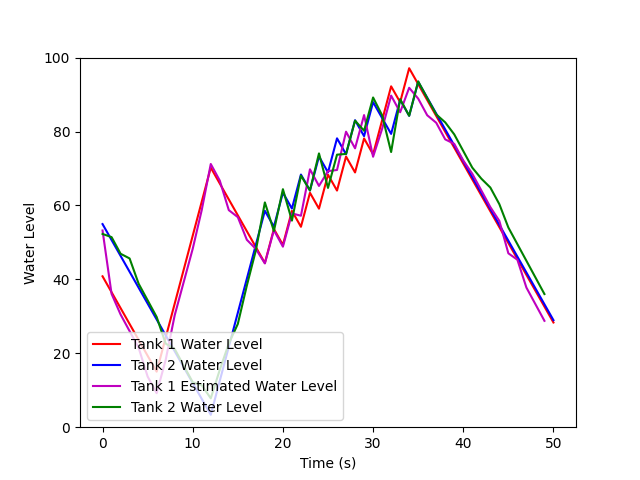 100
80
60
40
20
0
Water Level
Tank 1 Water Level
Tank 2 Water Level
Tank 1 Estimated Water Level
Tank 2 Water Level
0 10 20 30 40 50
Time (s)